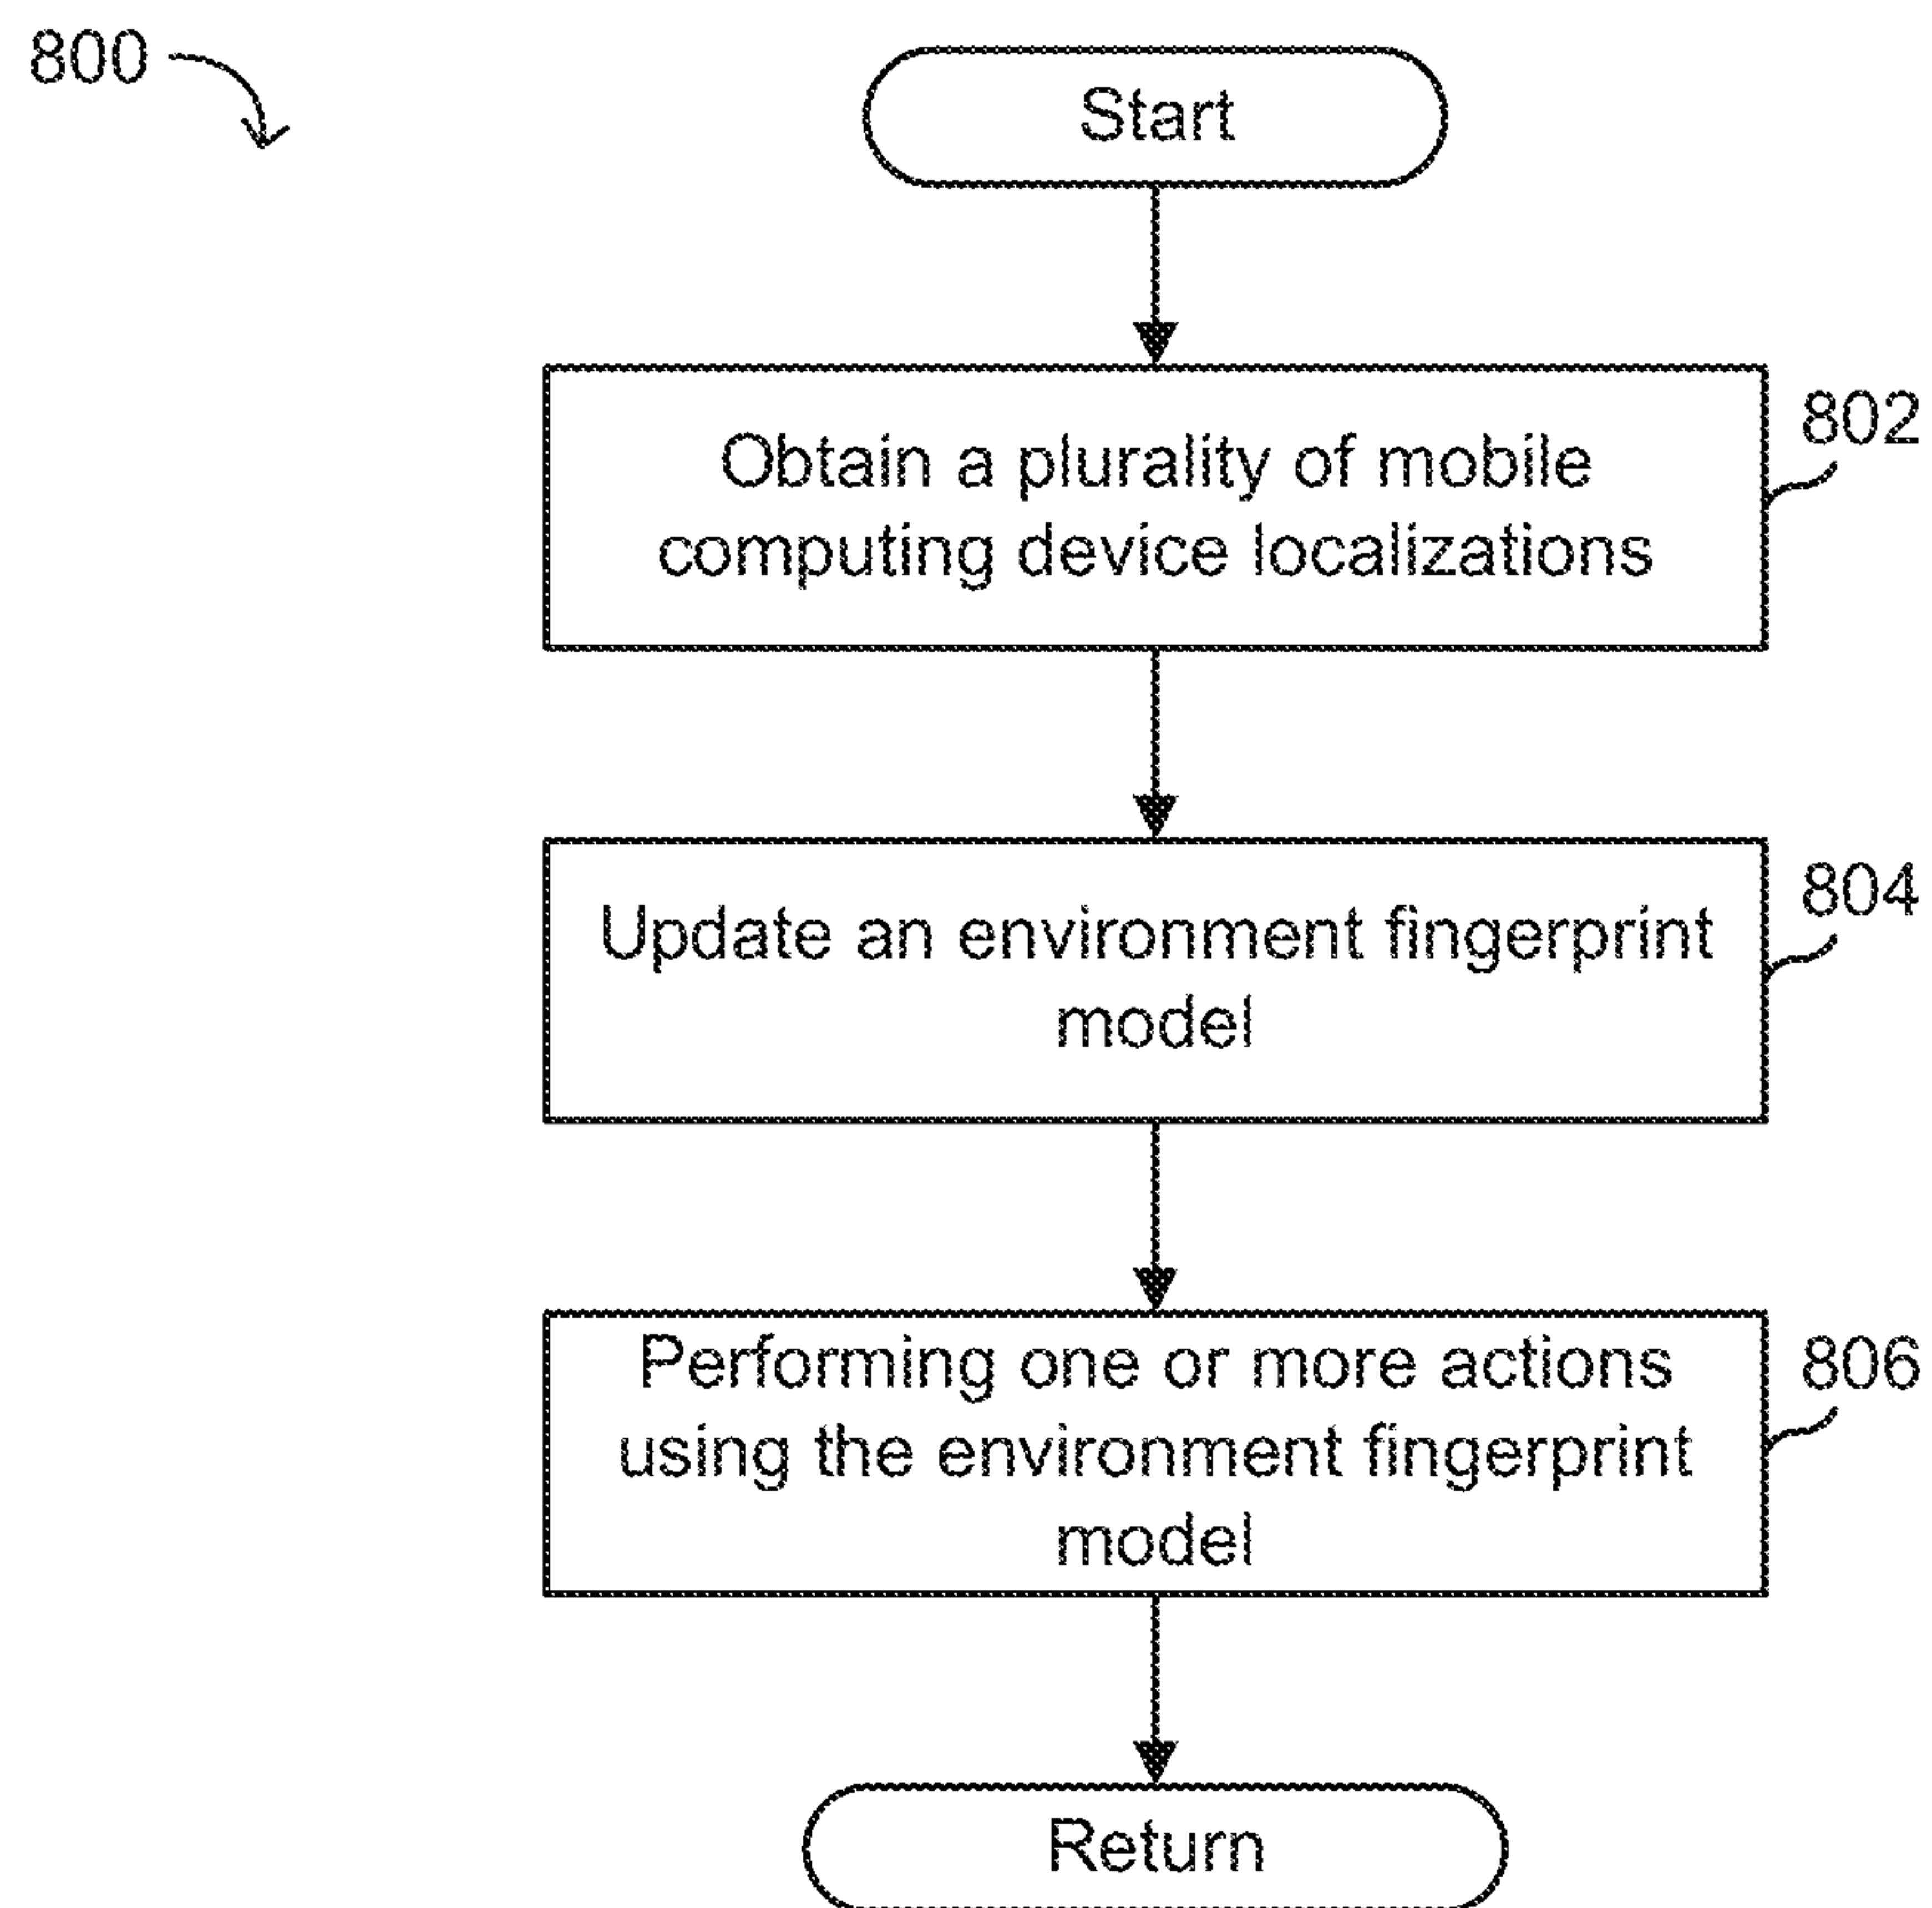 800
Start
Obtain a plurality of mobile
computing device localizations
802
Update an environment fingerprint
model
804
Performing one or more actions
using the environment fingerprint
model
806
Return